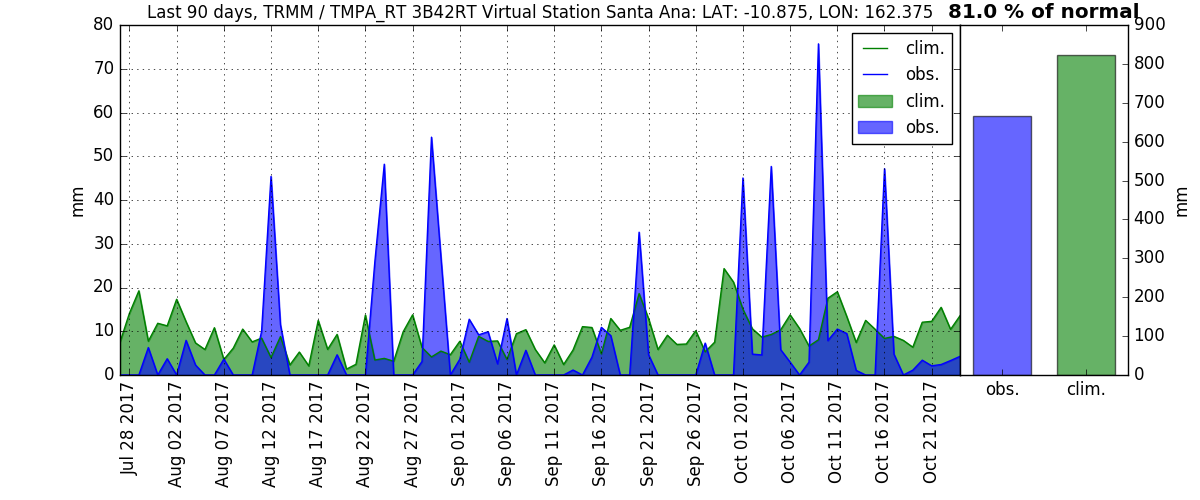 Last 90 days, TRMM / TMPA_RT 3B42RT Virtual Station Santa Ana: LAT: -10.875, LON: 162.375
81.0 % of normal
80
70
60
50
40
30
20
10
0
mm
clim.
obs.
clim.
obs.
Jul 28 2017
Aug 02 2017
Aug 07 2017
Aug 12 2017
Aug 17 2017
Aug 22 2017
Aug 27 2017
Sep 01 2017
Sep 06 2017
Sep 11 2017
Sep 16 2017
Sep 21 2017
Sep 26 2017
Oct 01 2017
Oct 06 2017
Oct 11 2017
Oct 16 2017
Oct 21 2017
900
800
700
600
500
400
300
200
100
0
mm
obs.
clim.